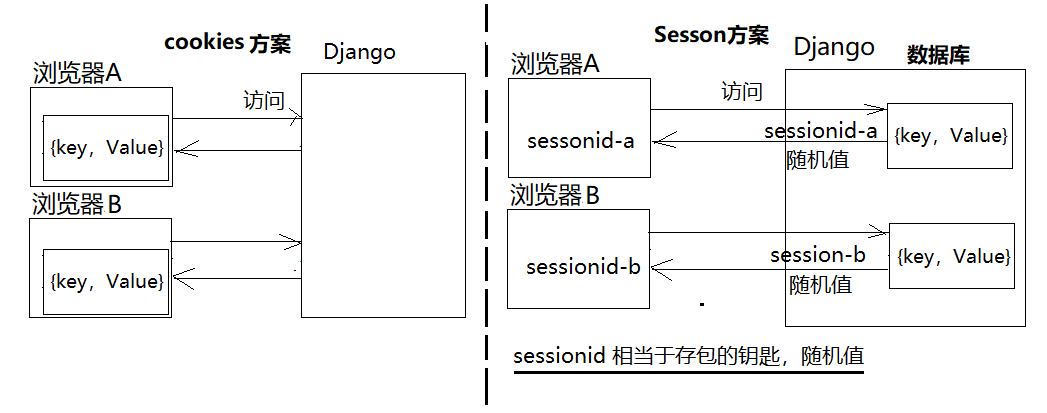 cookies 方案
Django
浏览器A
访问
{key，Value}
浏览器B
{key，Value}
Sesson方案
Django
数据库
浏览器A
访问
sessonid-a
sessionid-a
随机值
{key，Value}
浏览器B
sessionid-b
session-b
随机值
{key，Value}
sessionid 相当于存包的钥匙，随机值